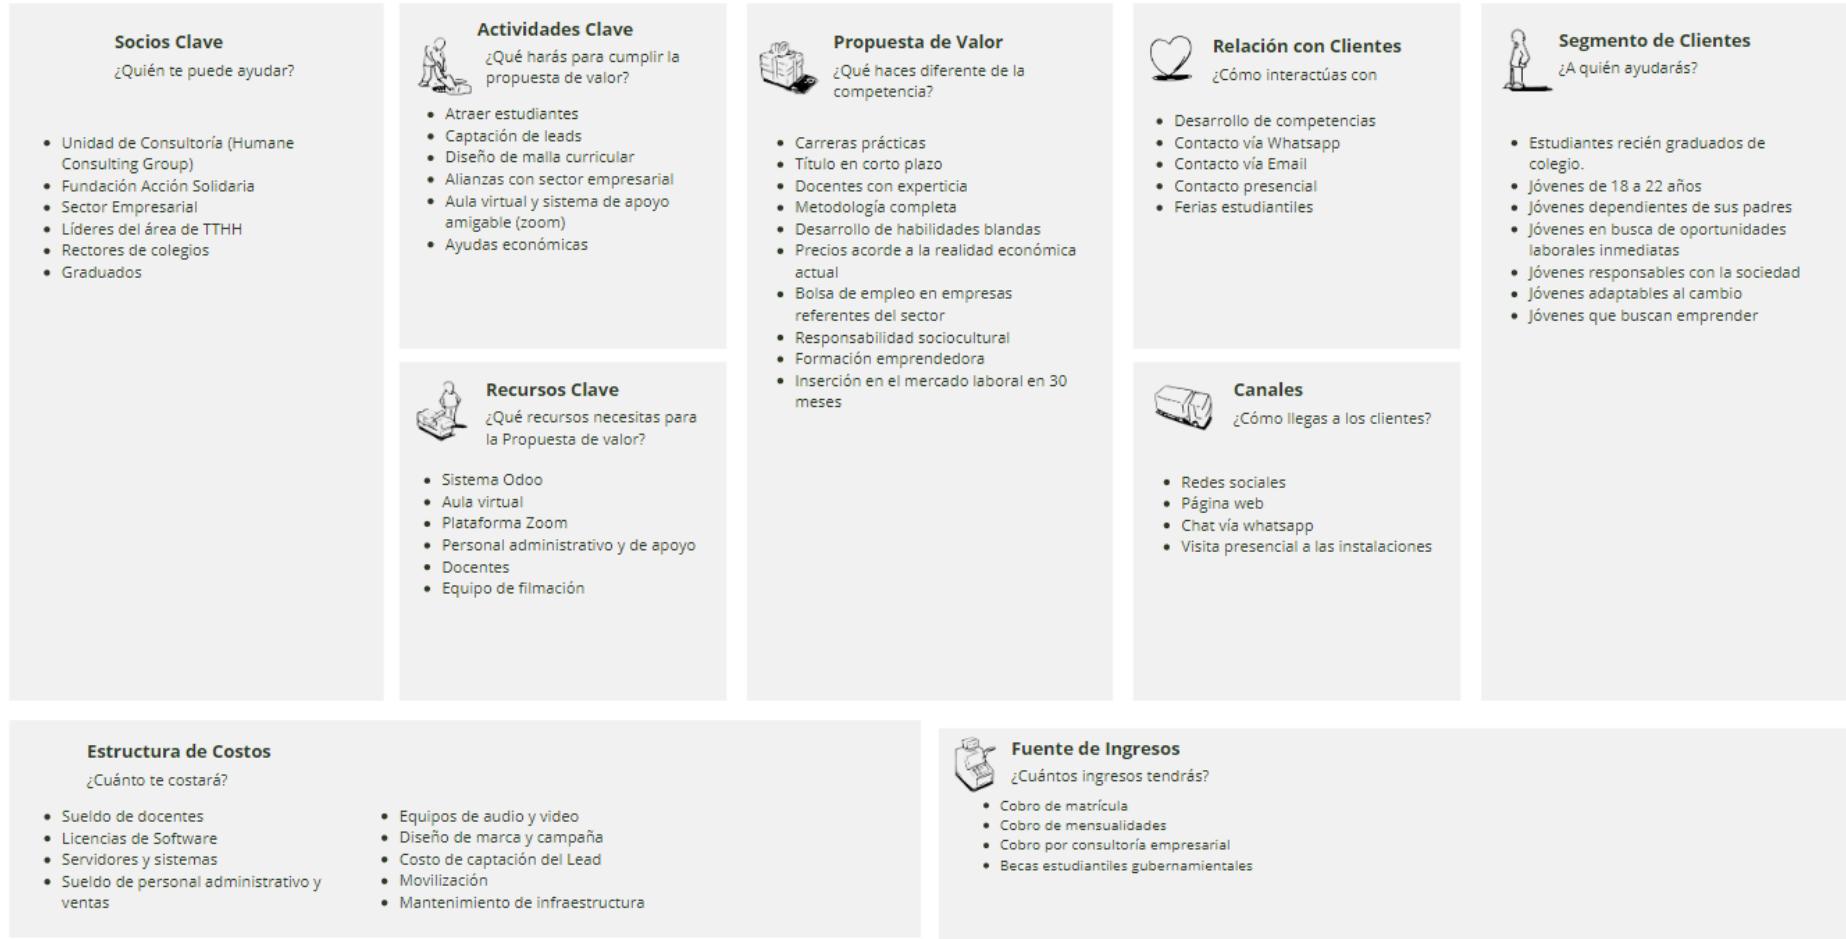 Socios Clave
¿Quién te puede ayudar?
• Unidad de Consultoría (Humane
Consulting Group)
• Fundación Acción Solidaria
• Sector Empresarial
• Líderes del área de TTHH
• Rectores de colegios
• Graduados
Actividades Clave
¿Qué harás para cumplir la
propuesta de valor?
• Atraer estudiantes
• Captación de leads
• Diseño de malla curricular
• Alianzas con sector empresarial
• Aula virtual y sistema de apoyo
amigable (zoom)
• Ayudas económicas
Recursos Clave
¿Qué recursos necesitas para
la Propuesta de valor?
• Sistema Odoo
• Aula virtual
• Plataforma Zoom
• Personal administrativo y de apoyo
• Docentes
• Equipo de filmación
Propuesta de Valor
¿Qué haces diferente de la
competencia?
• Carreras prácticas
• Título en corto plazo
• Docentes con experticia
• Metodología completa
• Desarrollo de habilidades blandas
• Precios acorde a la realidad económica
actual
• Bolsa de empleo en empresas
referentes del sector
• Responsabilidad sociocultural
• Formación emprendedora
• Inserción en el mercado laboral en 30
meses
Relación con Clientes
¿Cómo interactúas con
• Desarrollo de competencias
• Contacto vía Whatsapp
• Contacto vía Email
• Contacto presencial
• Ferias estudiantiles
Canales
¿Cómo llegas a los clientes?
• Redes sociales
• Página web
• Chat vía whatsapp
• Visita presencial a las instalaciones
Segmento de Clientes
¿A quién ayudarás?
• Estudiantes recién graduados de
colegio.
• Jóvenes de 18 a 22 años
• Jóvenes dependientes de sus padres
• Jóvenes en busca de oportunidades
laborales inmediatas
• Jóvenes responsables con la sociedad
• Jóvenes adaptables al cambio
• Jóvenes que buscan emprender
Estructura de Costos
¿Cuánto te costará?
• Sueldo de docentes
• Licencias de Software
• Servidores y sistemas
• Sueldo de personal administrativo y
ventas
• Equipos de audio y video
• Diseño de marca y campaña
• Costo de captación del Lead
• Movilización
• Mantenimiento de infraestructura
Fuente de Ingresos
¿Cuántos ingresos tendrás?
• Cobro de matrícula
• Cobro de mensualidades
• Cobro por consultoría empresarial
• Becas estudiantiles gubernamientales